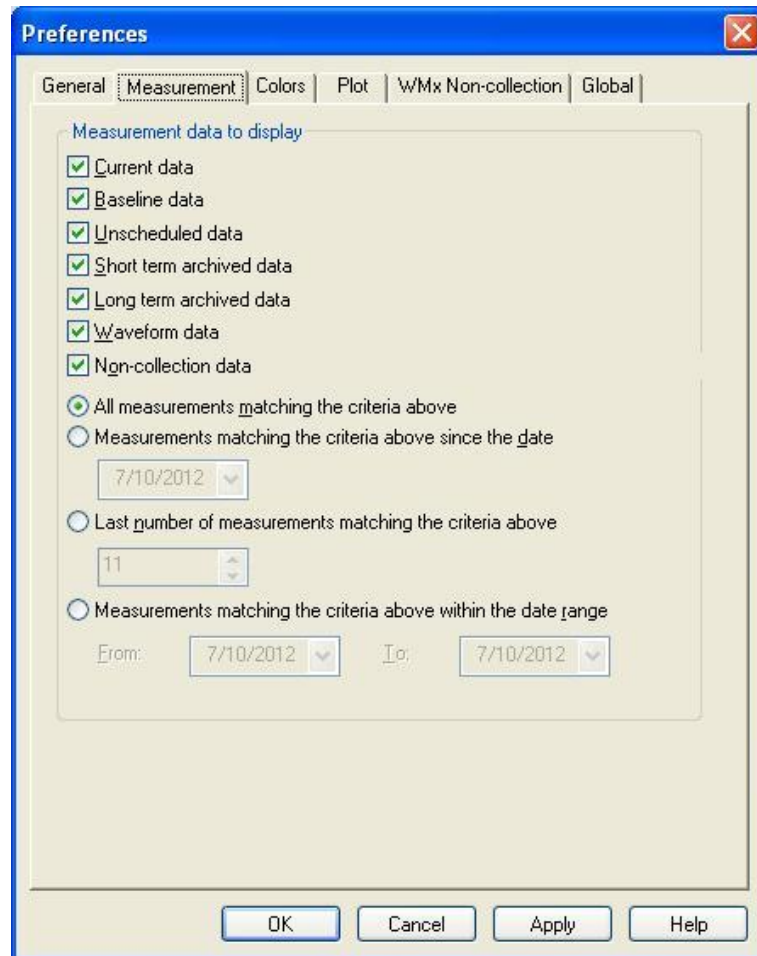 Preferences
General Measurement Colors Plot WMx Non-collection Global
Measurement data to display
Current data
Baseline data
Unscheduled data
Short term archived data
Long term archived data
Waveform data
Non-collection data
All measurements matching the criteria above
Measurements matching the criteria above since the date
7/10/2012
Last number of measurements matching the criteria above
11
Measurements matching the criteria above within the date range
From: 7/10/2012 To: 7/10/2012
OK Cancel Apply Help